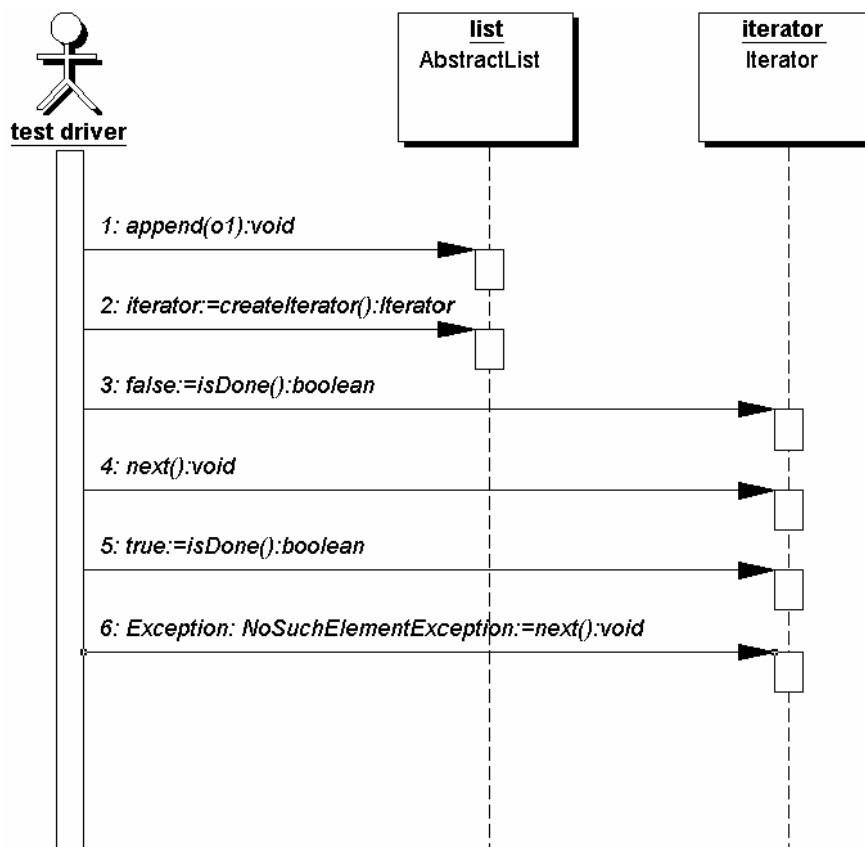 list
AbstractList
iterator
Iterator
test driver
1: append(o1):void
2: iterator:=createIterator():Iterator
3: false:=isDone():boolean
4: next():void
5: true:=isDone():boolean
6: Exception: NoSuchElementException:=next():void